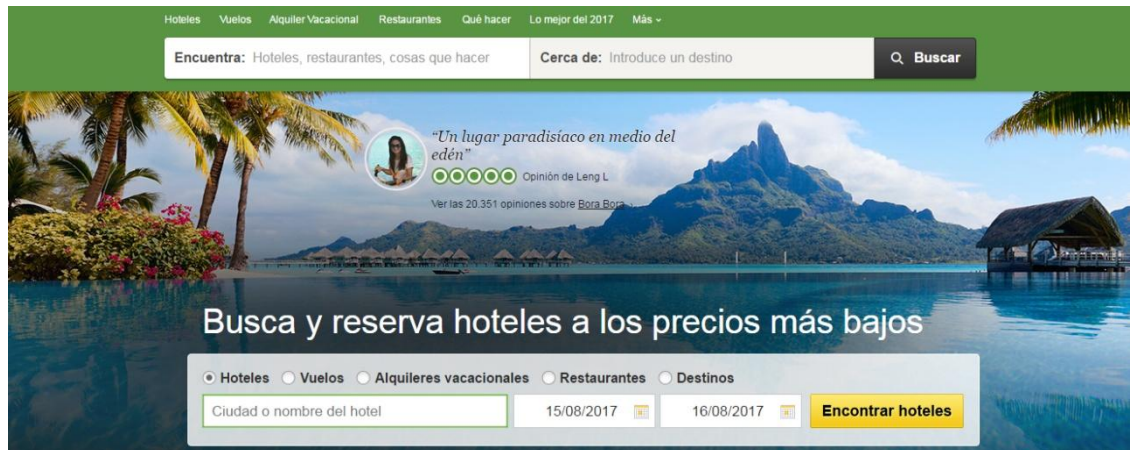 Hoteles Vuelos Alquiler Vacacional Restaurantes Qué hacer Lo mejor del 2017 Más
Encuentra: Hoteles, restaurantes, cosas que hacer Cerca de: Introduce un destino Buscar
“Un lugar paradisíaco en medio del
edén”
Opinión de Leng L
Ver las 20.351 opiniones sobre Bora Bora
Busca y reserva hoteles a los precios más bajos
Hoteles Vuelos Alquileres vacacionales Restaurantes Destinos
Ciudad o nombre del hotel 15/08/2017 16/08/2017 Encontrar hoteles